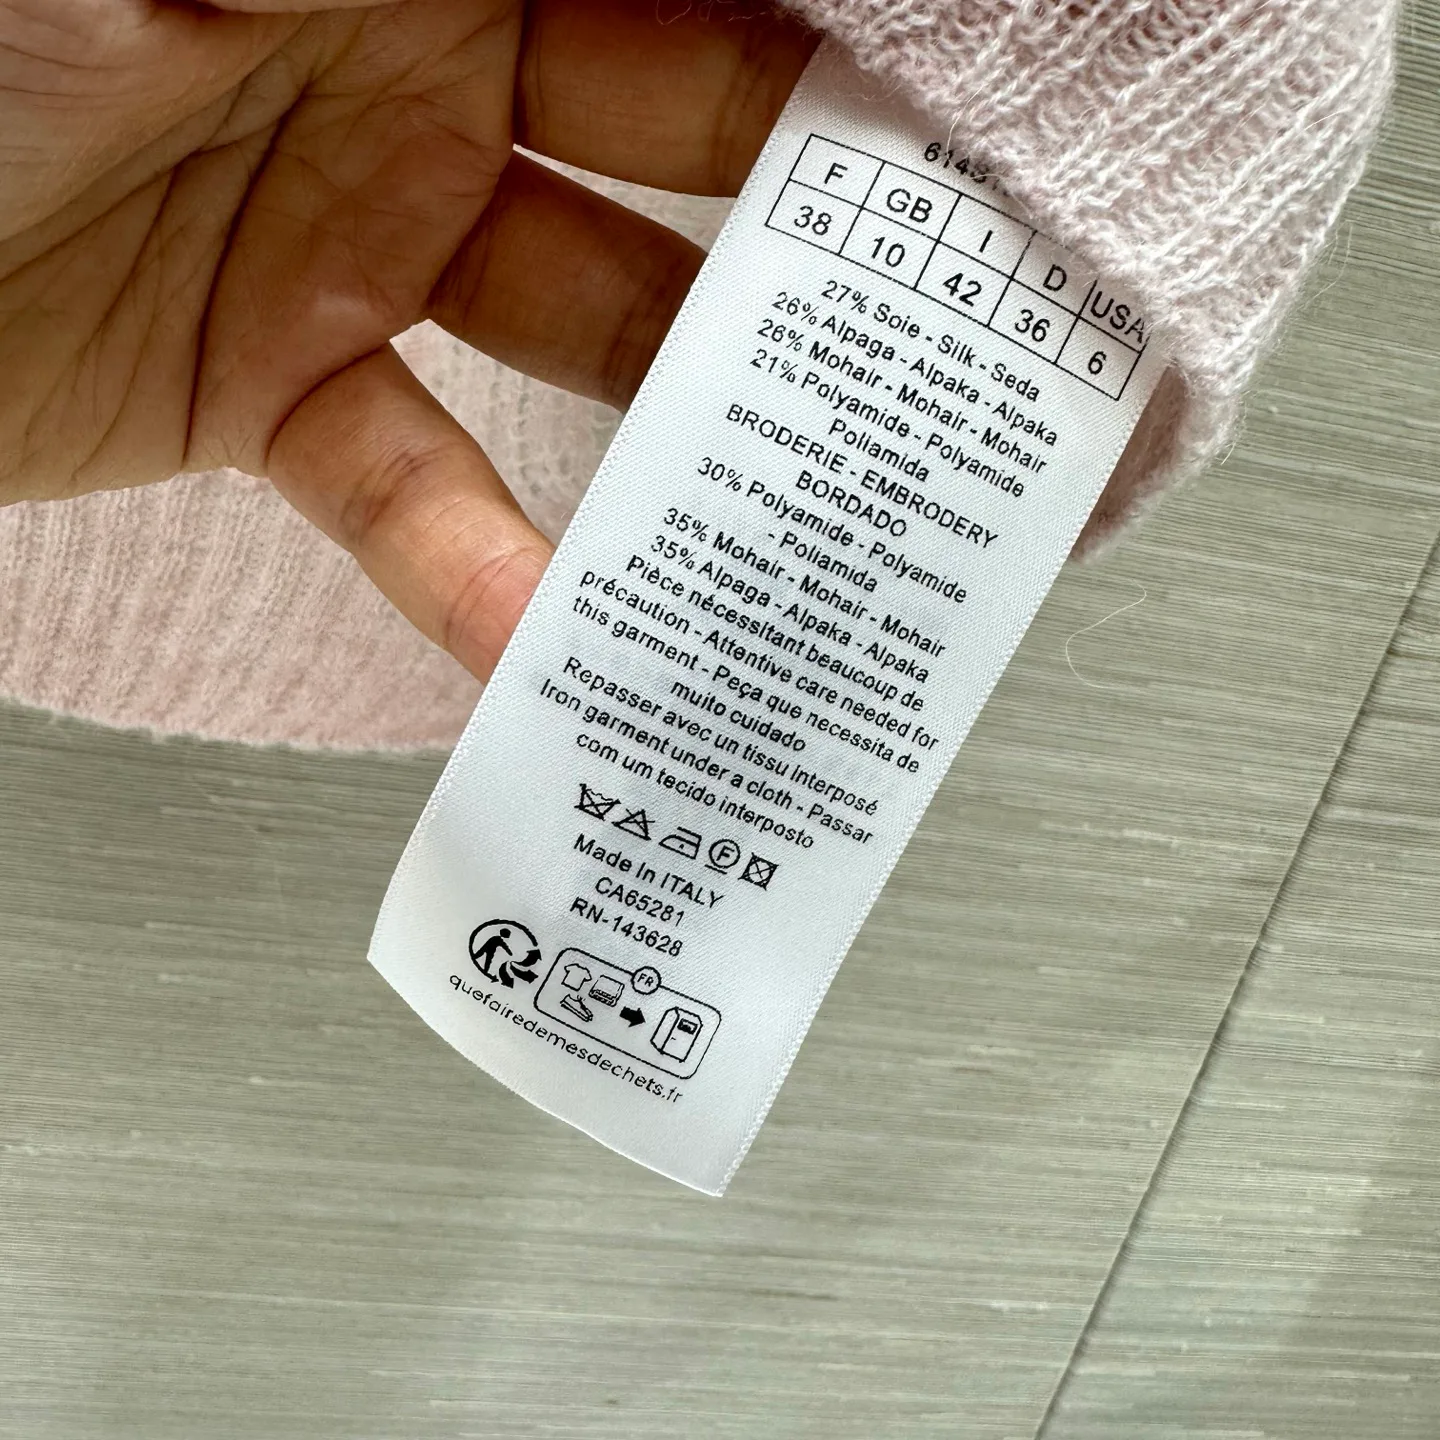 F GB I D USA
38 10 42 36 6
27% Soie - Silk - Seda
26% Alpaga - Alpaka - Alpaka
26% Mohair - Mohair - Mohair
21% Polyamide - Polyamide
Poliamida
BRODERIE - EMBRODERY
BORDADO
30% Polyamide - Polyamide
- Poliamida
35% Mohair - Mohair - Mohair
35% Alpaga - Alpaka - Alpaka
Pièce nécessitant beaucoup de
précaution - Attentive care needed for
this garment - Peça que necessita de
muito cuidado
Repasser avec un tissu interposé
Iron garment under a cloth - Passar
com um tecido interposto
F
Made in ITALY
CA65281
RN-143628
FR
quefairedemesdechets.fr